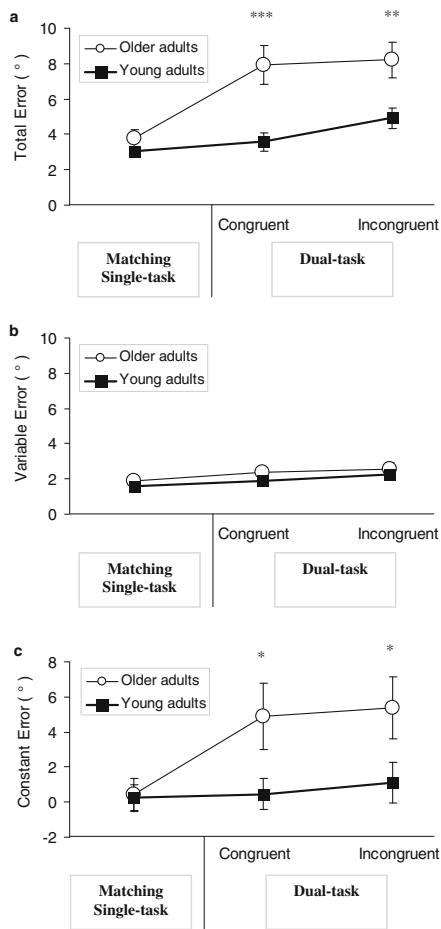 a
*** **
10
Older adults
8
Young adults
6
4
2
0
Total Error ( ° )
Congruent Incongruent
Matching
Single-task
Dual-task
b
10
Older adults
8
Young adults
6
4
2
0
Variable Error ( ° )
Congruent Incongruent
Matching
Single-task
Dual-task
c
* *
8
Older adults
6
Young adults
4
2
0
-2
Constant Error ( ° )
Congruent Incongruent
Matching
Single-task
Dual-task